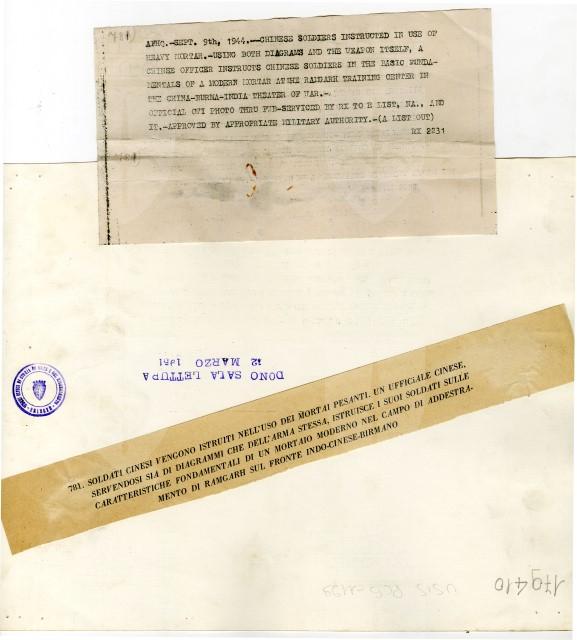 781
AFHQ.-SEPT. 9th, 1944.--CHINESE SOLDIERS INSTRUCTED IN USE OF
HEAVY MORTAR.-USING BOTH DIAGRAMS AND THE WEAPON ITSELF, A
CHINESE OFFICER INSTRUCTS CHINESE SOLDIERS IN THE BASIC FUNDA-
MENTALS OF A MODERN MORTAR AT THE RAMGARH TRAINING CENTER IN
THE CHINA-BURMA-INDIA THEATER OF WAR.-.
OFFICIAL OWI PHOTO THRU PWB-SERVICED BY RX TO B LIST, NA.. AND
IT.-APPROVED BY APPROPRIATE MILITARY AUTHORITY.-(A LIST OUT)
RX 2231
DONO SALA LETTURA
12 MARZO 1961
781. SOLDATI CINESI VENGONO ISTRUITI NELL'USO DEI MORTAI PESANTI. UN UFFICIALE CINESE,
SERVENDOSI SIA DI DIAGRAMMI CHE DELL'ARMA STESSA, ISTRUISCE I SUOI SOLDATI SULLE
CARATTERISTICHE FONDAMENTALI DI UN MORTAIO MODERNO NEL CAMPO DI ADDESTRA-
MENTO DI RAMGARH SUL FRONTE INDO-CINESE-BIRMANO
179410